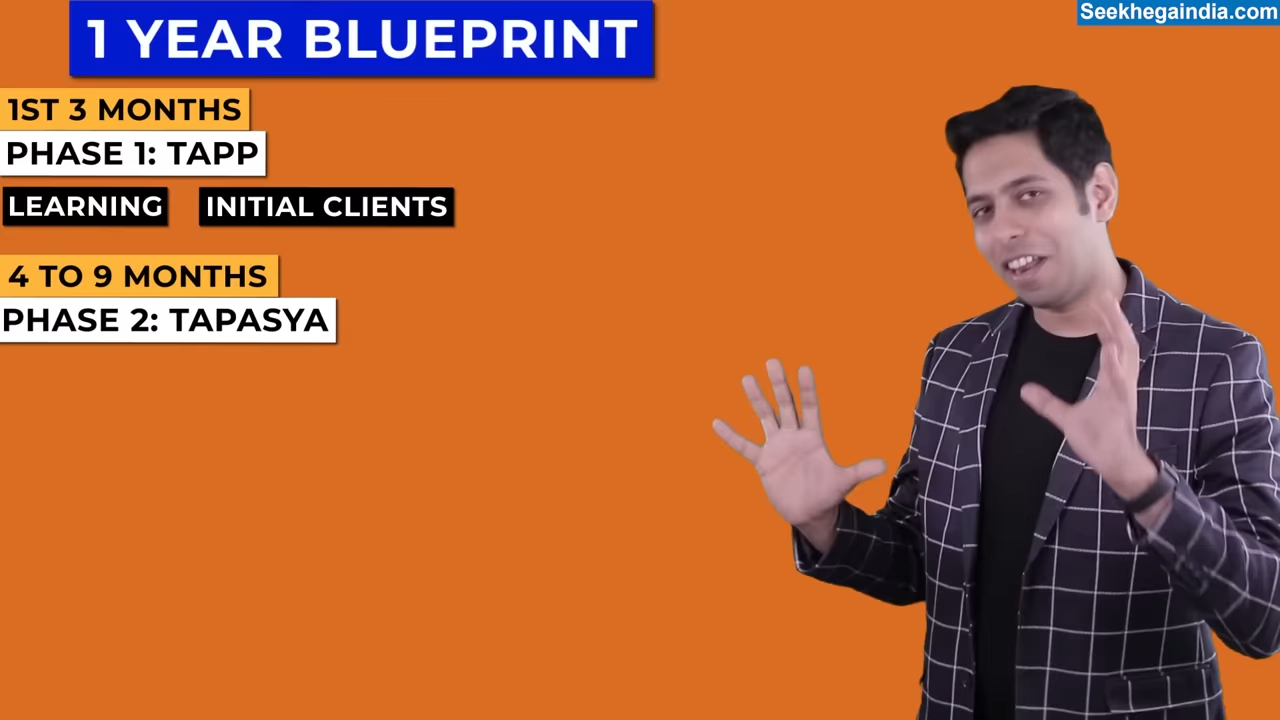 Seekhegaindia.com
1 YEAR BLUEPRINT
1ST 3 MONTHS
PHASE 1: TAPP
LEARNING INITIAL CLIENTS
4 TO 9 MONTHS
PHASE 2: TAPASYA